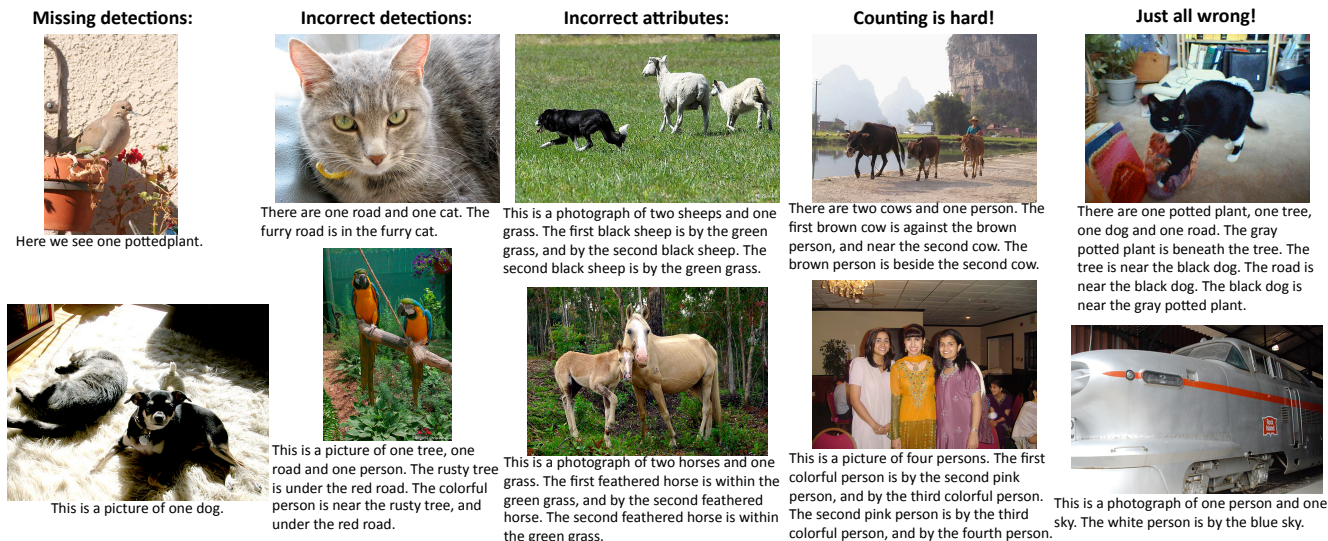 Missing detections:
Here we see one pottedplant.
This is a picture of one dog.
Incorrect detections:
There are one road and one cat. The
furry road is in the furry cat.
This is a picture of one tree, one
road and one person. The rusty tree
is under the red road. The colorful
person is near the rusty tree, and
under the red road.
Incorrect attributes:
This is a photograph of two sheeps and one
grass. The first black sheep is by the green
grass, and by the second black sheep. The
second black sheep is by the green grass.
This is a photograph of two horses and one
grass. The first feathered horse is within the
green grass, and by the second feathered
horse. The second feathered horse is within
the green grass.
Counting is hard!
There are two cows and one person. The
first brown cow is against the brown
person, and near the second cow. The
brown person is beside the second cow.
This is a picture of four persons. The first
colorful person is by the second pink
person, and by the third colorful person.
The second pink person is by the third
colorful person, and by the fourth person.
Just all wrong!
There are one potted plant, one tree,
one dog and one road. The gray
potted plant is beneath the tree. The
tree is near the black dog. The road is
near the black dog. The black dog is
near the gray potted plant.
Rock
Island
This is a photograph of one person and one
sky. The white person is by the blue sky.